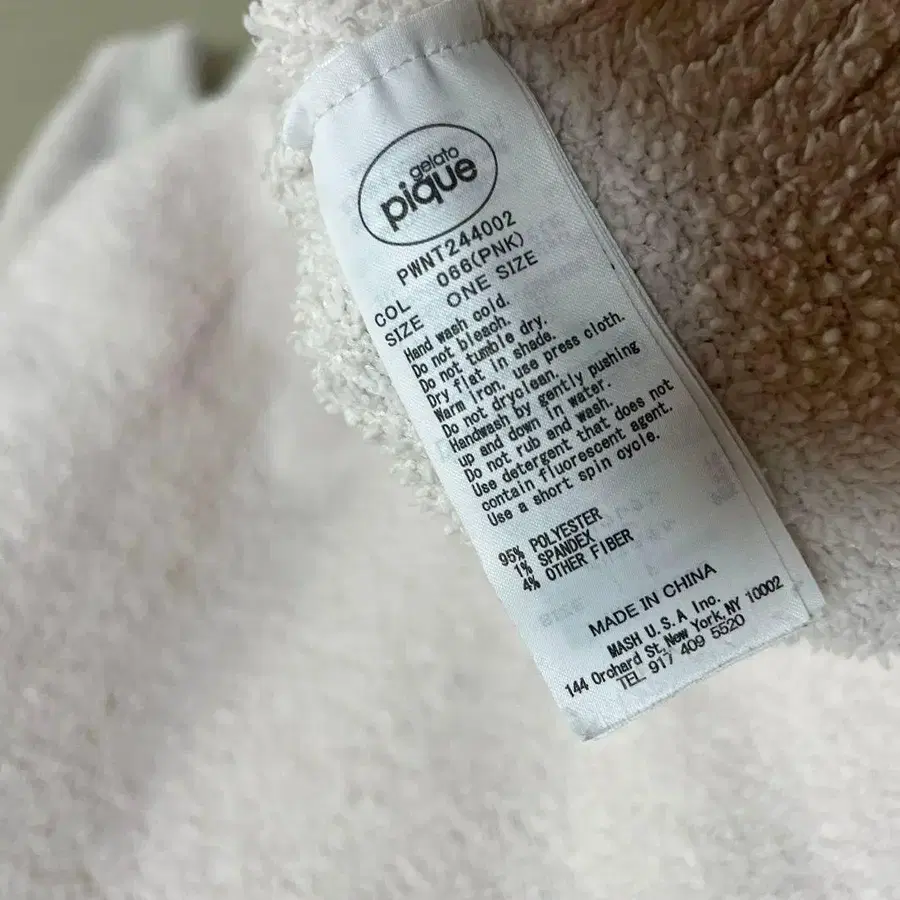 gelato
pique
PWNT244002
COL 066(PNK)
SIZE ONE SIZE
Hand wash cold.
Do not bleach.
Do not tumble dry.
Dry flat in shade.
Warm iron. use press cloth.
Do not dryclean.
Handwash by gently pushing
up and down in water.
Do not rub and wash.
Use detergent that does not
contain fluorescent agent.
Use a short spin cycle.
95% POLYESTER
1% SPANDEX
4% OTHER FIBER
MADE IN CHINA
MASH U.S.A Inc.
144 Orchard St,New York,NY 10002
TEL 917 409 5520